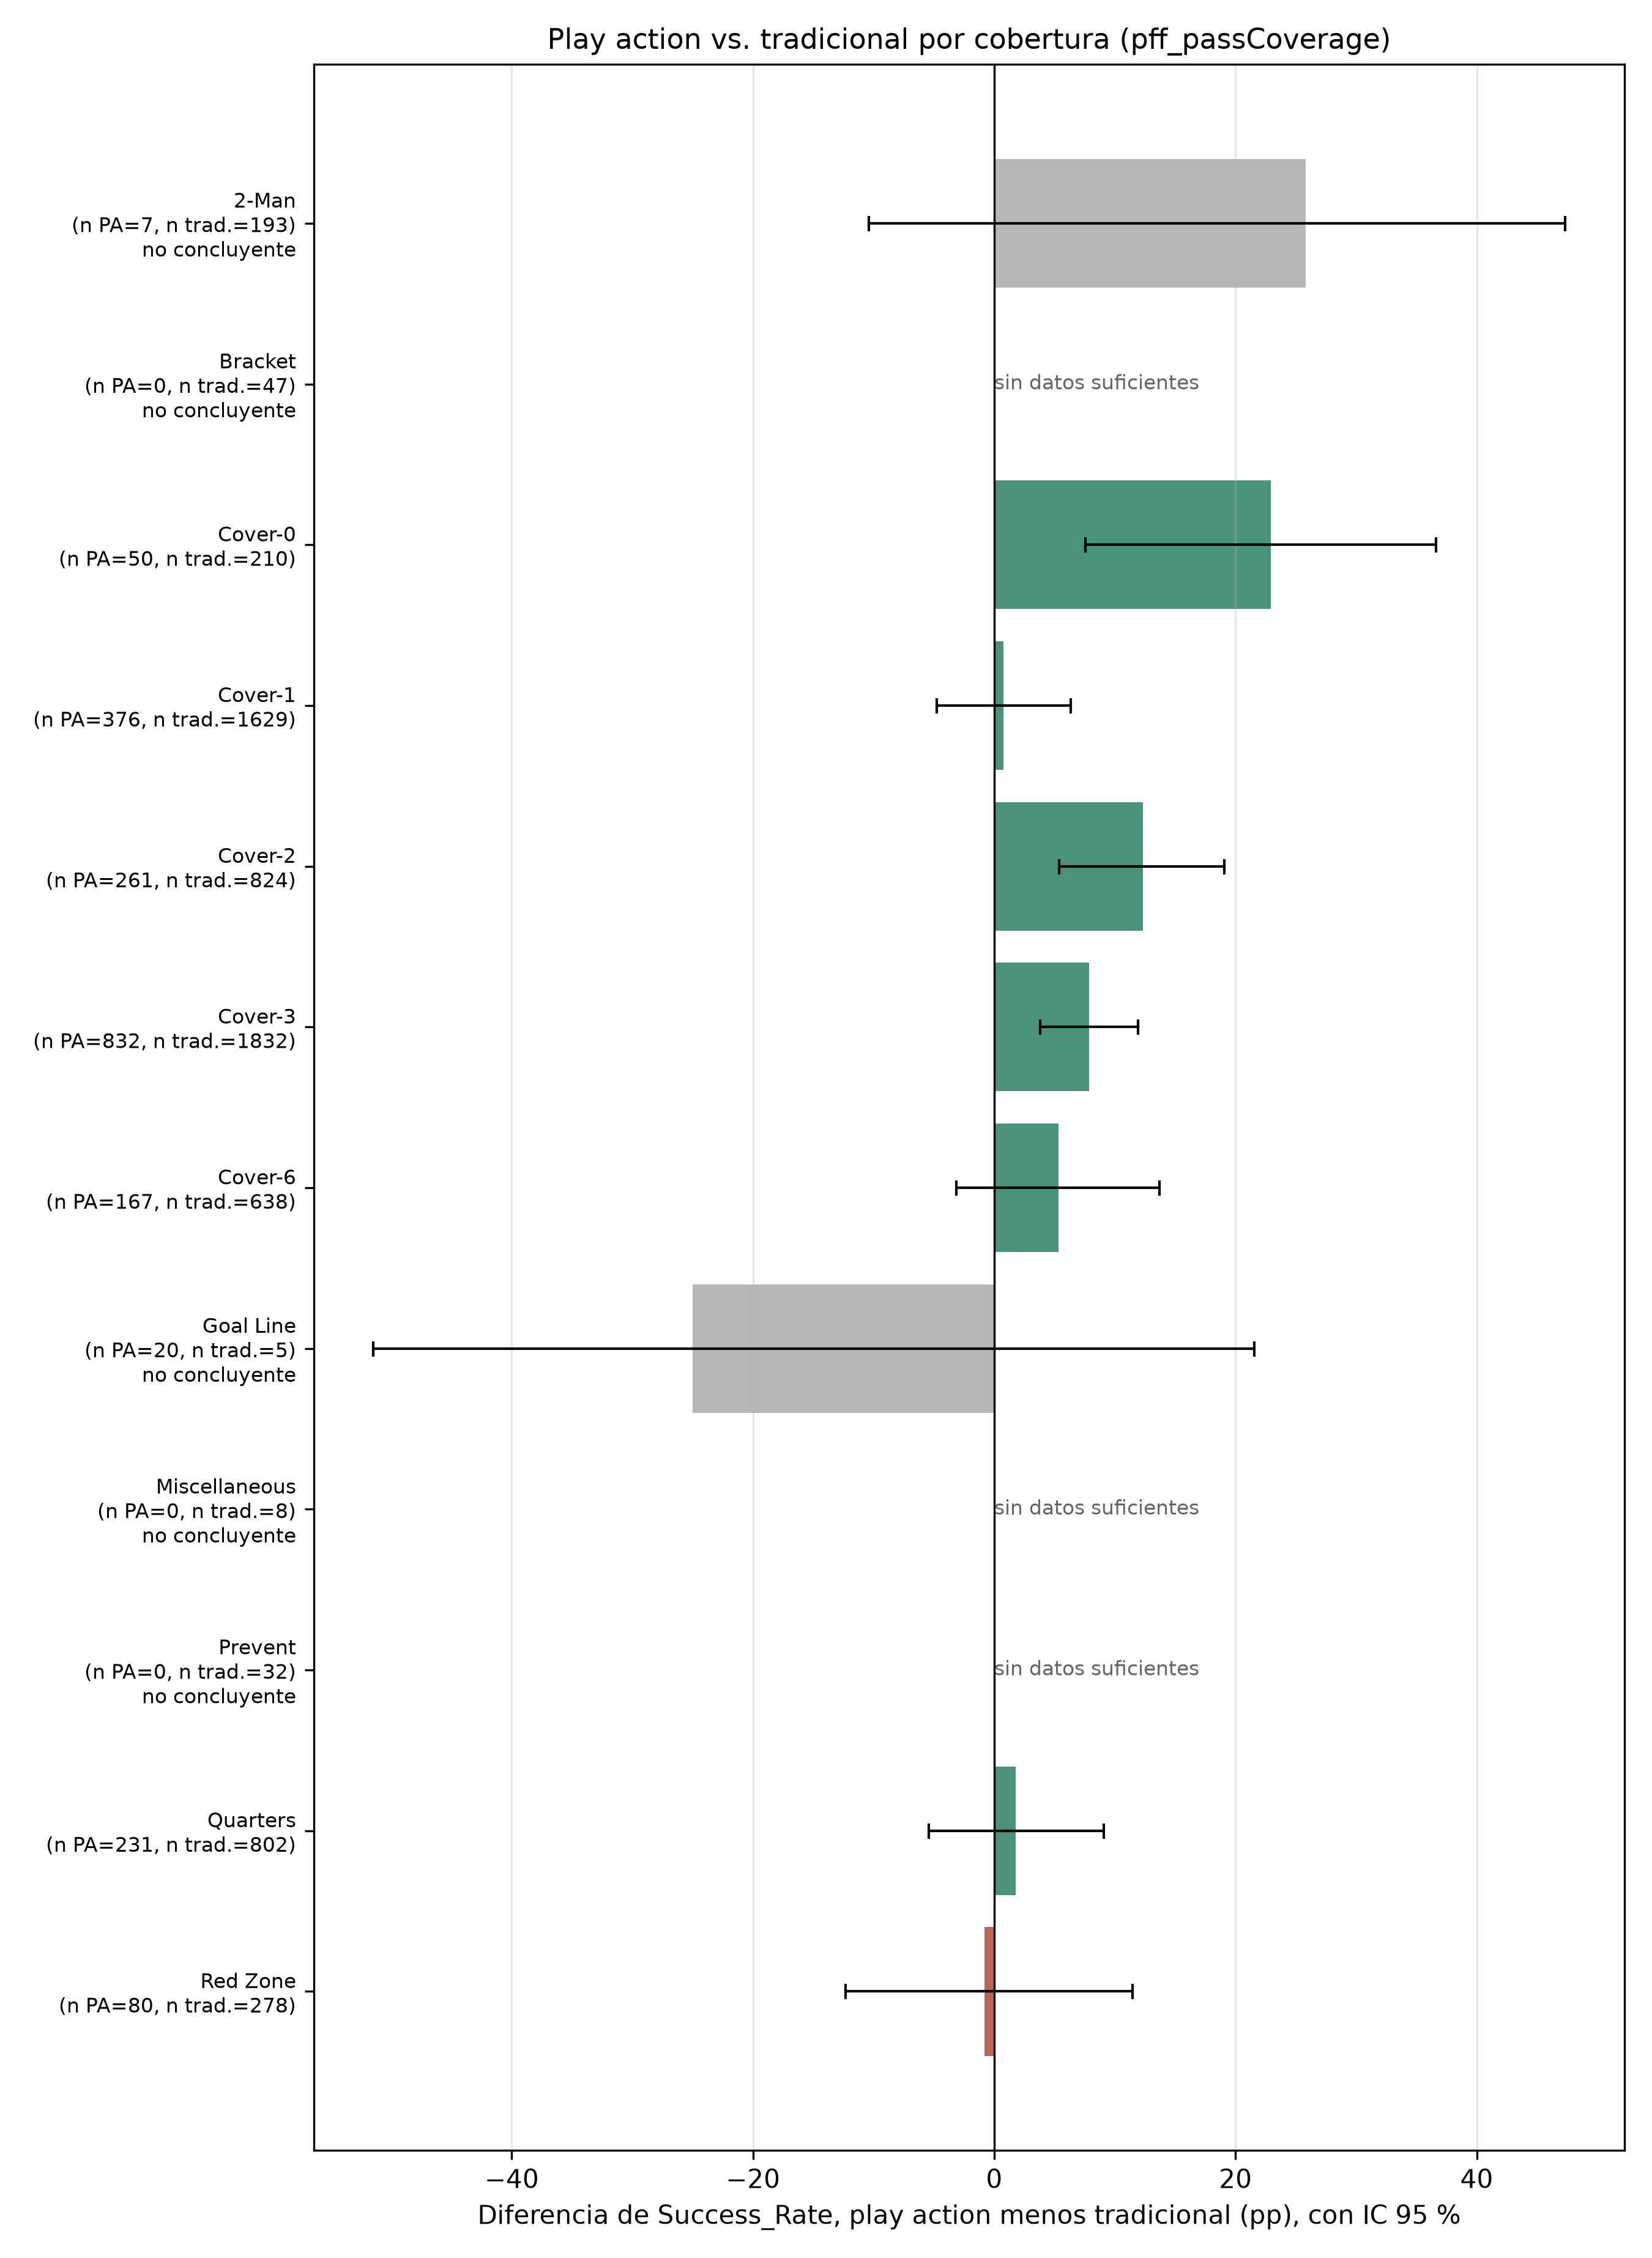 Play action vs. tradicional por cobertura (pff_passCoverage)
2-Man
(n PA=7, n trad.=193)
no concluyente
Bracket
(n PA=0, n trad.=47)
no concluyente
sin datos suficientes
Cover-0
(n PA=50, n trad.=210)
Cover-1
(n PA=376, n trad.=1629)
Cover-2
(n PA=261, n trad.=824)
Cover-3
(n PA=832, n trad.=1832)
Cover-6
(n PA=167, n trad.=638)
Goal Line
(n PA=20, n trad.=5)
no concluyente
Miscellaneous
(n PA=0, n trad.=8)
no concluyente
sin datos suficientes
Prevent
(n PA=0, n trad.=32)
no concluyente
sin datos suficientes
Quarters
(n PA=231, n trad.=802)
Red Zone
(n PA=80, n trad.=278)
−40 −20 0 20 40
Diferencia de Success_Rate, play action menos tradicional (pp), con IC 95 %